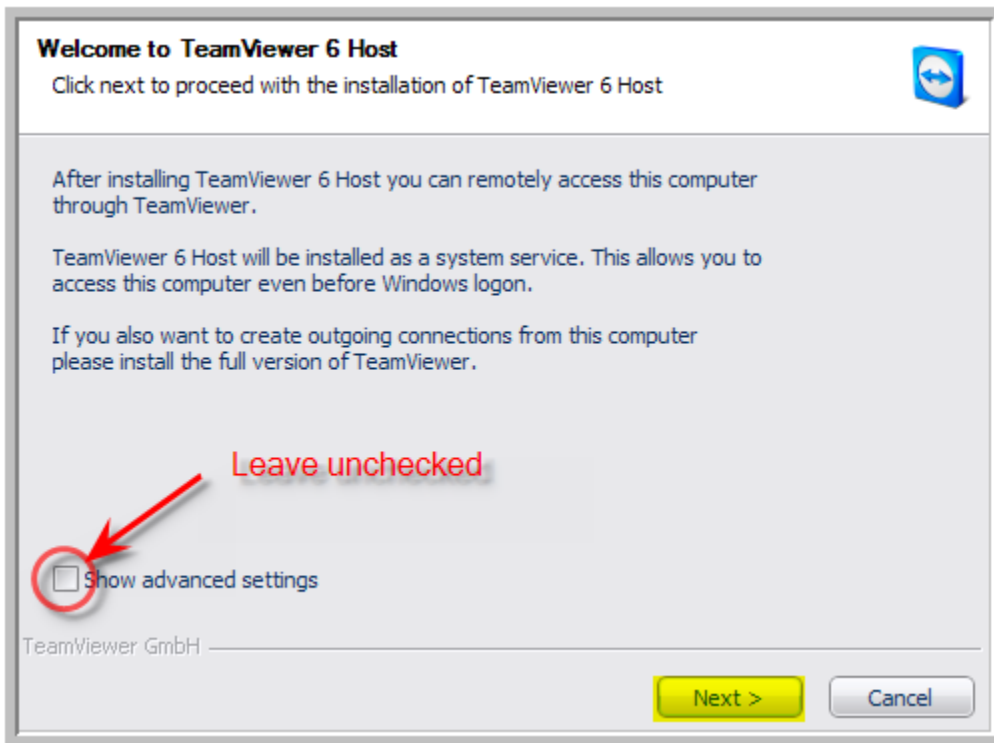 Welcome to TeamViewer 6 Host
Click next to proceed with the installation of TeamViewer 6 Host
After installing TeamViewer 6 Host you can remotely access this computer
through TeamViewer.
TeamViewer 6 Host will be installed as a system service. This allows you to
access this computer even before Windows logon.
If you also want to create outgoing connections from this computer
please install the full version of TeamViewer.
Leave unchecked
Show advanced settings
TeamViewer GmbH
Next >
Cancel